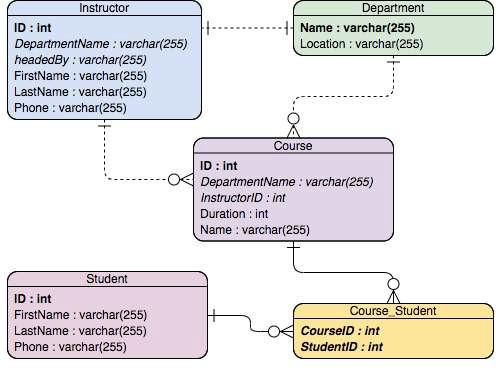 Instructor
ID : int
DepartmentName : varchar(255)
headedBy : varchar(255)
FirstName : varchar(255)
LastName : varchar(255)
Phone : varchar(255)
Department
Name : varchar(255)
Location : varchar(255)
Course
ID : int
DepartmentName : varchar(255)
InstructorID : int
Duration : int
Name : varchar(255)
Student
ID : int
FirstName : varchar(255)
LastName : varchar(255)
Phone : varchar(255)
Course_Student
CourseID : int
StudentID : int